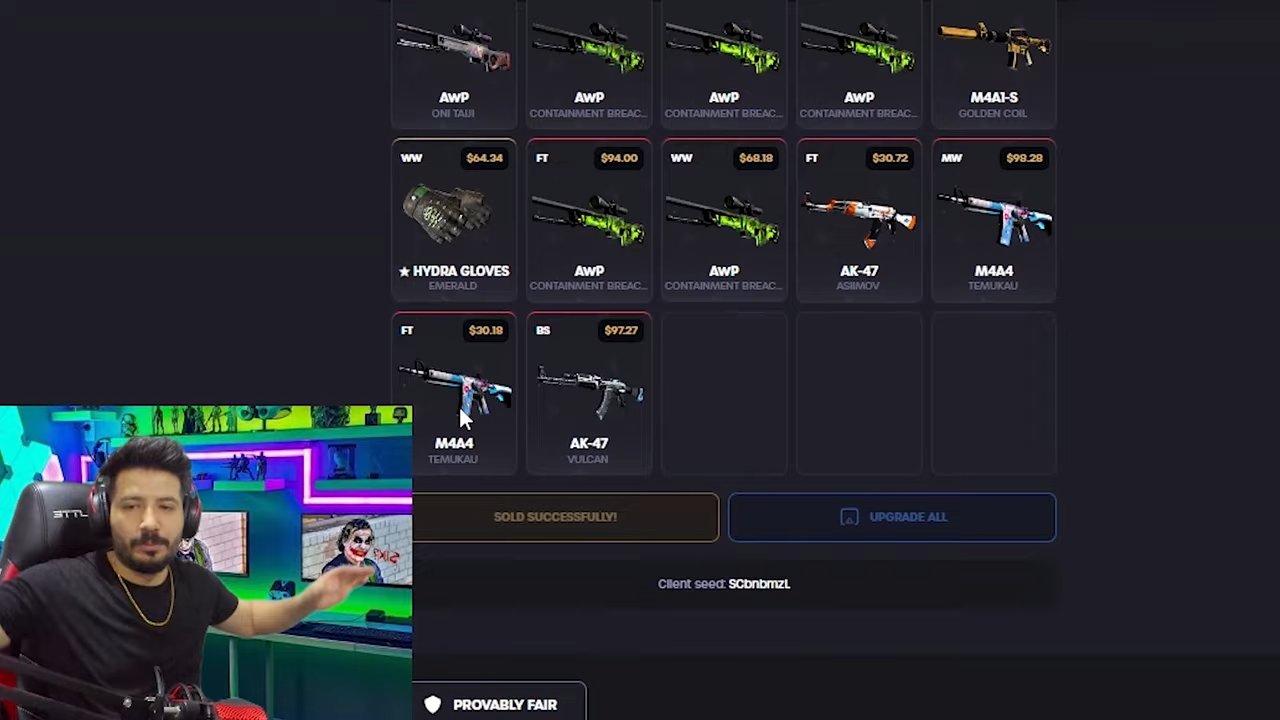 AWP
ONI TAIJI
AWP
CONTAINMENT BREAC...
AWP
CONTAINMENT BREAC...
AWP
CONTAINMENT BREAC...
M4A1-S
GOLDEN COIL
WW
$64.34
★ HYDRA GLOVES
EMERALD
FT
$94.00
AWP
CONTAINMENT BREAC...
WW
$68.18
AWP
CONTAINMENT BREAC...
FT
$30.72
AK-47
ASIIMOV
MW
$98.28
M4A4
TEMUKAU
FT
$30.18
M4A4
TEMUKAU
BS
$97.27
AK-47
VULCAN
SOLD SUCCESSFULLY!
UPGRADE ALL
Client seed: SCbnbmzL
PROVABLY FAIR